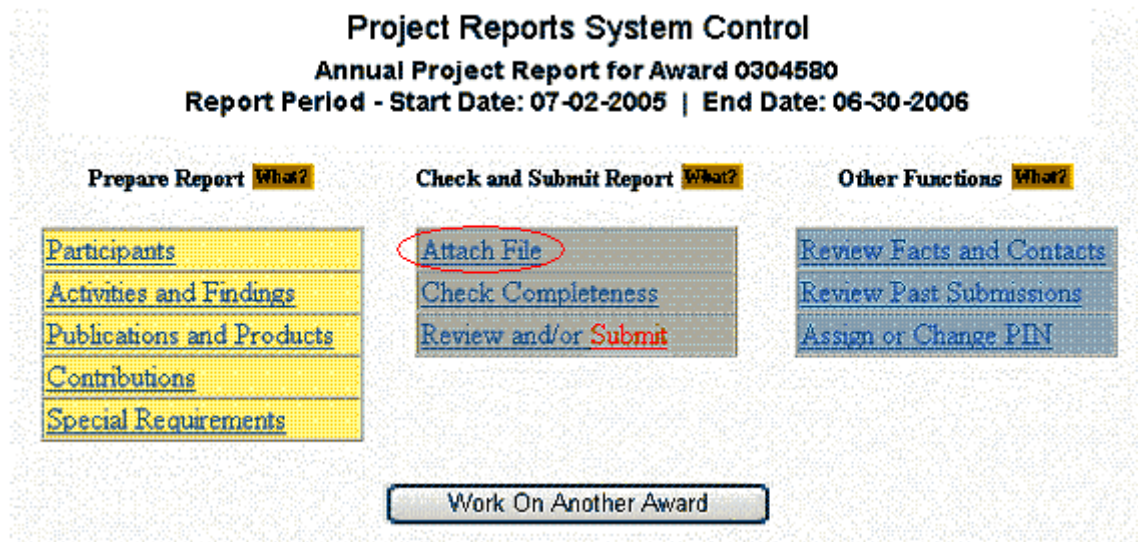 Project Reports System Control
Annual Project Report for Award 0304580
Report Period - Start Date: 07-02-2005 | End Date: 06-30-2006
Prepare Report What?
Check and Submit Report What?
Other Functions What?
Participants
Activities and Findings
Publications and Products
Contributions
Special Requirements
Attach File
Check Completeness
Review and/or Submit
Review Facts and Contacts
Review Past Submissions
Assign or Change PIN
Work On Another Award